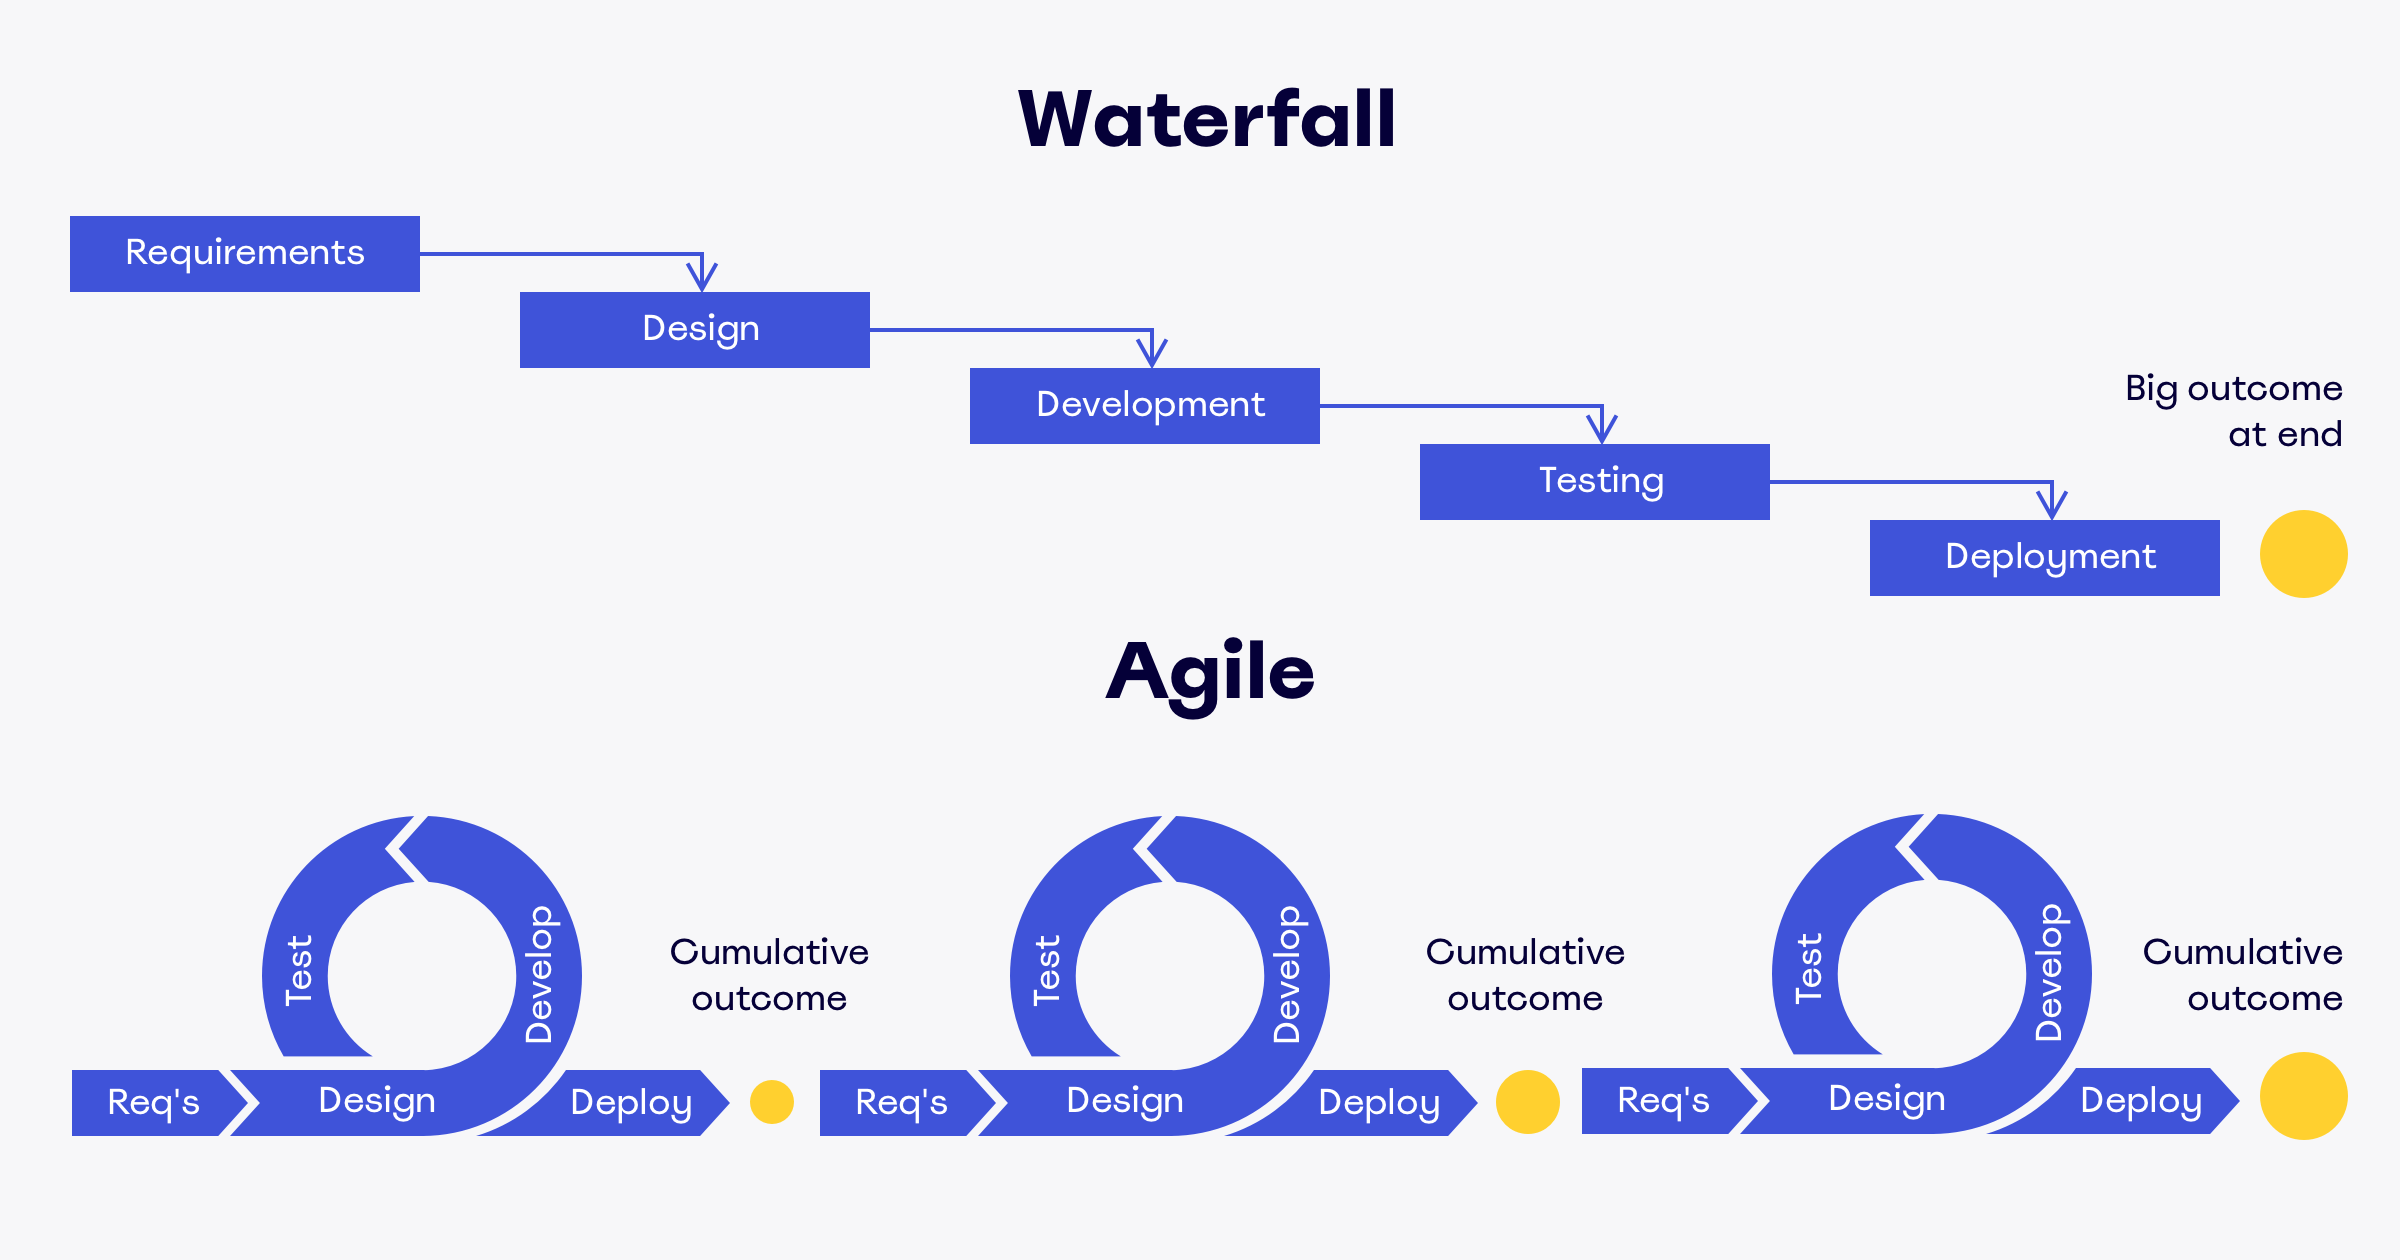 Waterfall
Requirements
Design
Development
Testing
Deployment
Big outcome
at end
Agile
Req's
Design
Develop
Test
Deploy
Cumulative
outcome
Req's
Design
Develop
Test
Deploy
Cumulative
outcome
Req's
Design
Develop
Test
Deploy
Cumulative
outcome